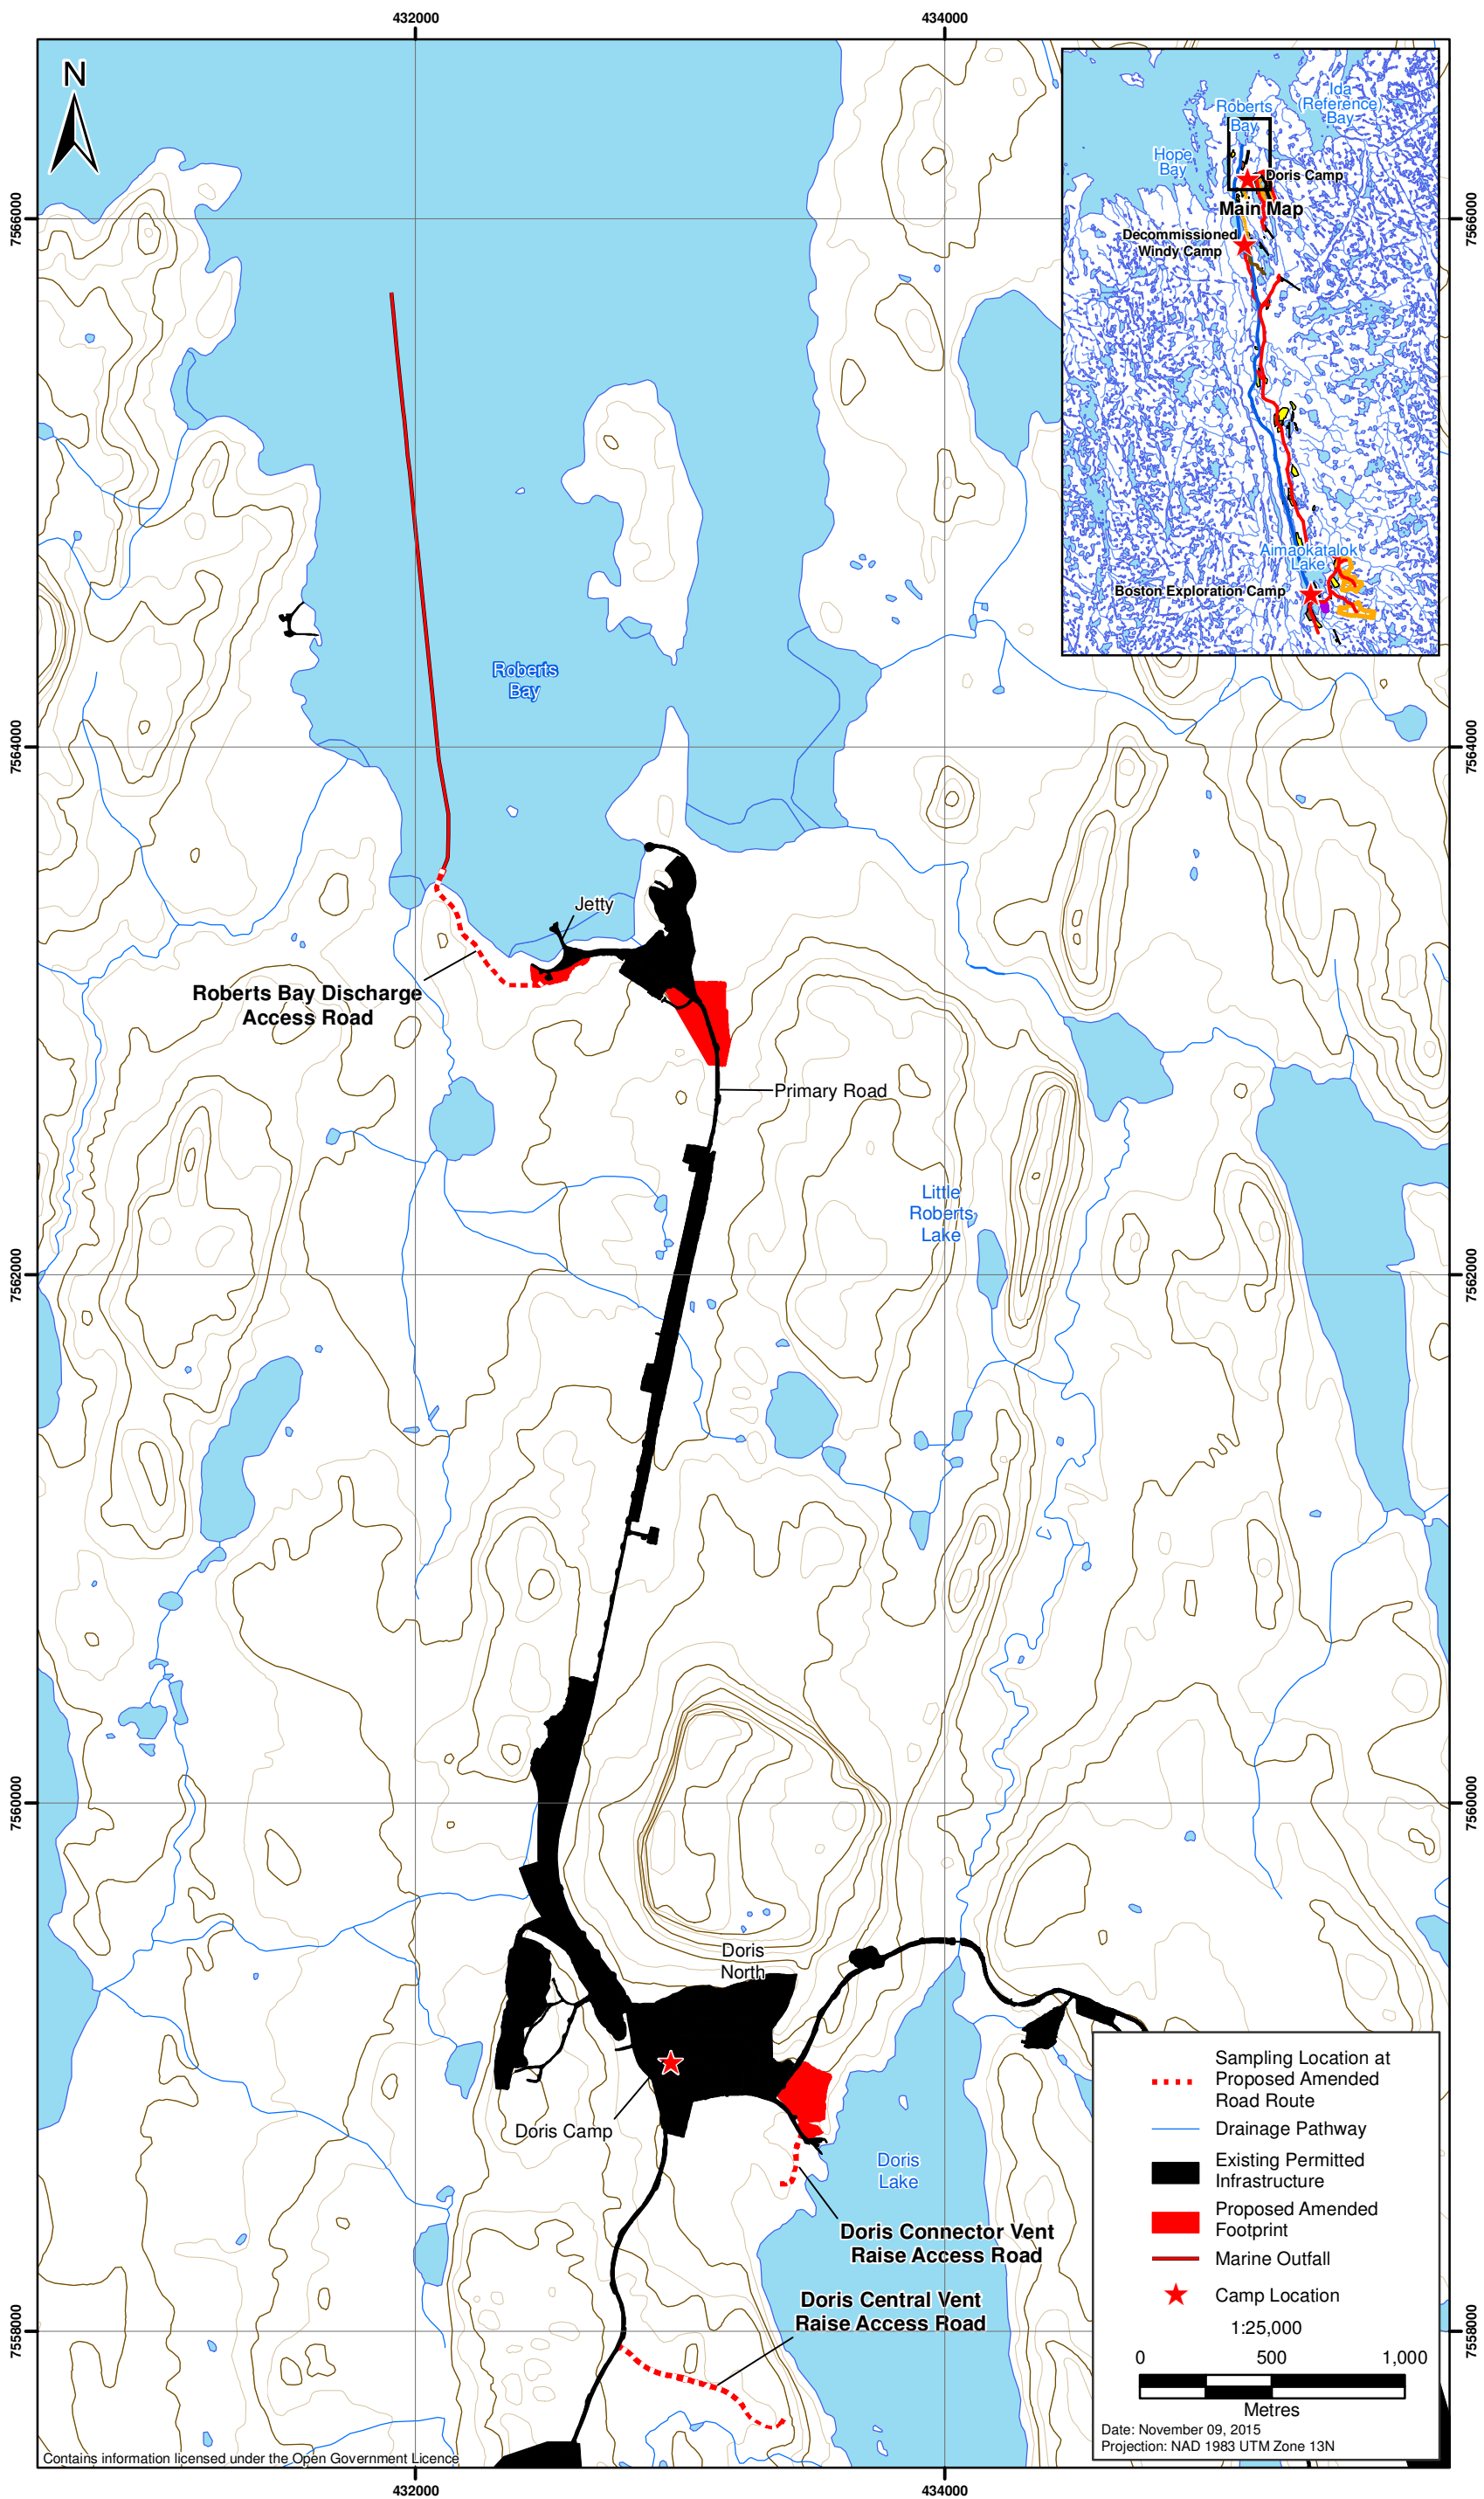 432000
434000
N
Ida
(Reference)
Bay
Roberts
Bay
Hope
Bay
Doris Camp
Main Map
Decommissioned
Windy Camp
Aimaokatalok
Lake
Boston Exploration Camp
7566000
7566000
Roberts
Bay
7564000
7564000
Jetty
Roberts Bay Discharge
Access Road
Primary Road
Little
Roberts
Lake
7562000
7562000
7560000
7560000
Doris
North
Doris Camp
Doris
Lake
Doris Connector Vent
Raise Access Road
Doris Central Vent
Raise Access Road
7558000
7558000
Sampling Location at
Proposed Amended
Road Route
Drainage Pathway
Existing Permitted
Infrastructure
Proposed Amended
Footprint
Marine Outfall
Camp Location
1:25,000
0 500 1,000
Metres
Date: November 09, 2015
Projection: NAD 1983 UTM Zone 13N
Contains information licensed under the Open Government Licence
432000
434000